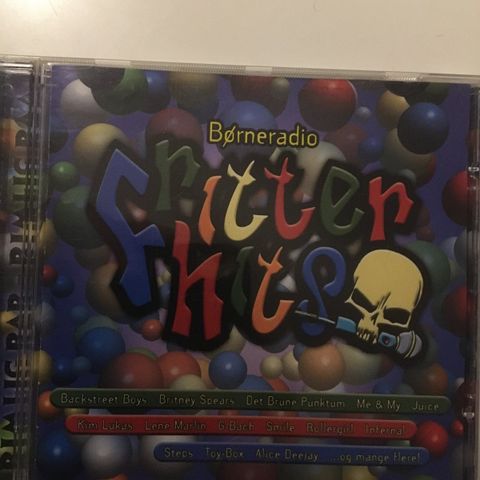 Børneradio
Fritter
hits
Backstreet Boys Britney Spears Det Brune Punktum Me & My Juice
Kim Lukas Lene Marlin G.Bach Smile Rollergirl Infernal
Steps Toy-Box Alice Deejay ...og mange flere!